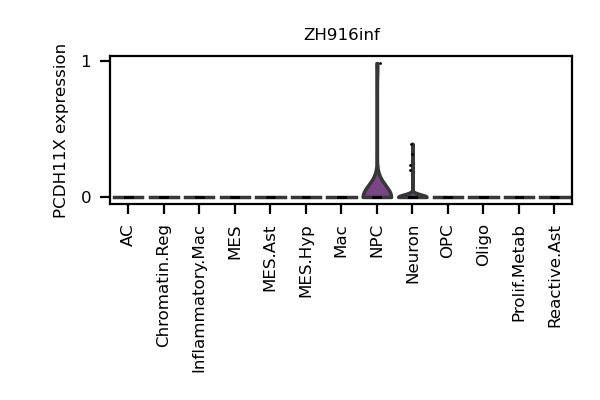 ZH916inf
PCDH11X expression
1
0
AC
Chromatin.Reg
Inflammatory.Mac
MES
MES.Ast
MES.Hyp
Mac
NPC
Neuron
OPC
Oligo
Prolif.Metab
Reactive.Ast